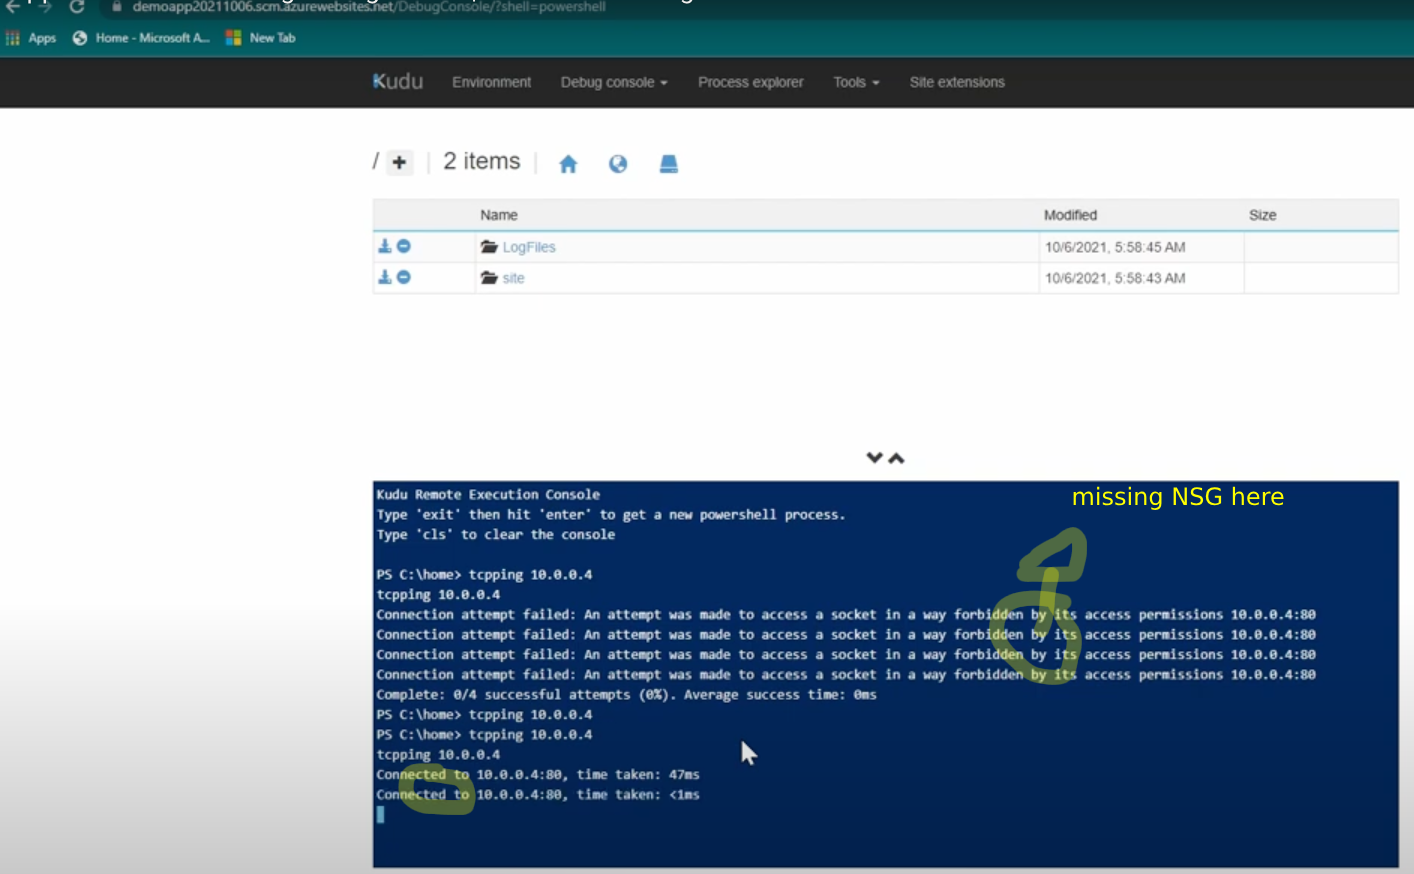 demoapp20211006.scm.azurewebsites.net/DebugConsole/?shell=powershell
Apps Home - Microsoft A... New Tab
Kudu Environment Debug console Process explorer Tools Site extensions
/ + | 2 items |
Name Modified Size
LogFiles 10/6/2021, 5:58:45 AM
site 10/6/2021, 5:58:43 AM
missing NSG here
Kudu Remote Execution Console
Type 'exit' then hit 'enter' to get a new powershell process.
Type 'cls' to clear the console
PS C:\home> tcpping 10.0.0.4
tcpping 10.0.0.4
Connection attempt failed: An attempt was made to access a socket in a way forbidden by its access permissions 10.0.0.4:80
Connection attempt failed: An attempt was made to access a socket in a way forbidden by its access permissions 10.0.0.4:80
Connection attempt failed: An attempt was made to access a socket in a way forbidden by its access permissions 10.0.0.4:80
Connection attempt failed: An attempt was made to access a socket in a way forbidden by its access permissions 10.0.0.4:80
Complete: 0/4 successful attempts (0%). Average success time: 0ms
PS C:\home> tcpping 10.0.0.4
PS C:\home> tcpping 10.0.0.4
tcpping 10.0.0.4
Connected to 10.0.0.4:80, time taken: 47ms
Connected to 10.0.0.4:80, time taken: <1ms